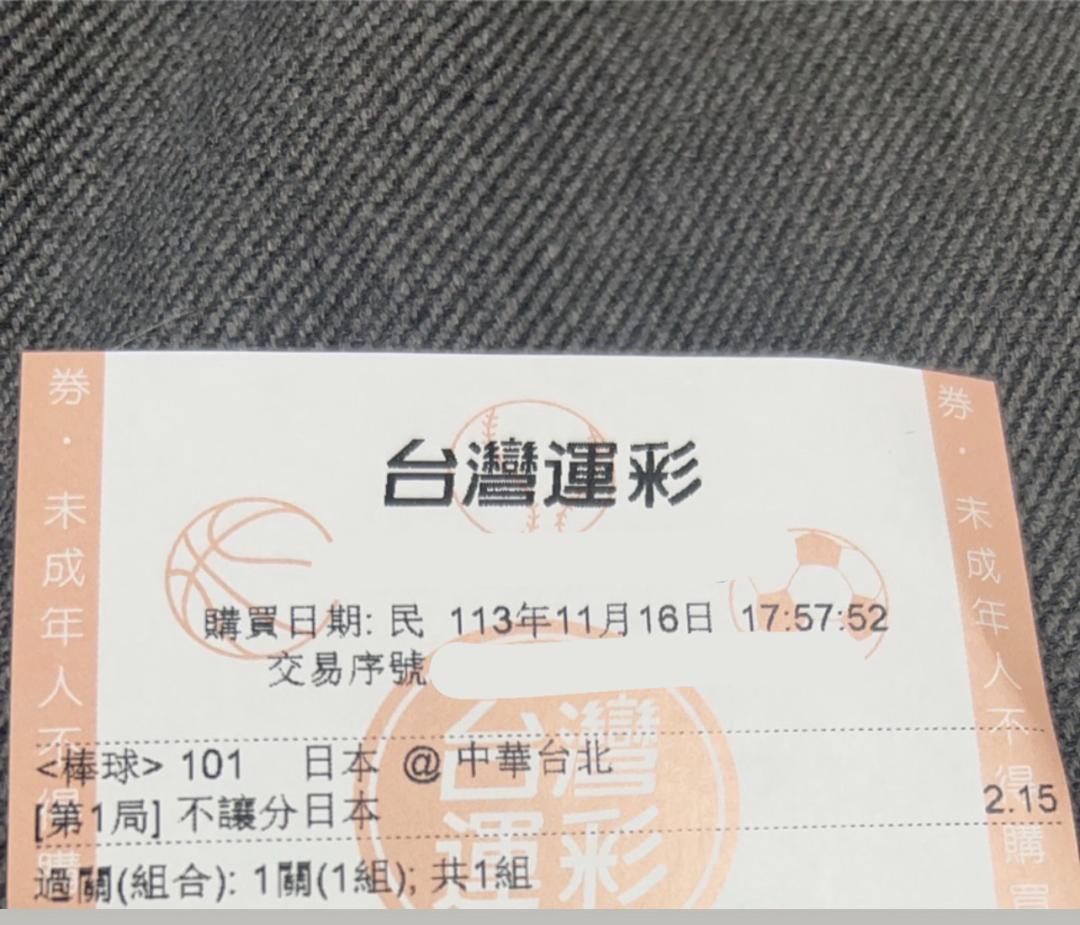 台灣運彩
購買日期: 民 113年11月16日 17:57:52
交易序號
<棒球> 101 日本 @ 中華台北
[第1局] 不讓分日本 2.15
過關(組合): 1關(1組); 共1組
券·未成年人不得購
券·未成年人不得購買
台灣
運彩